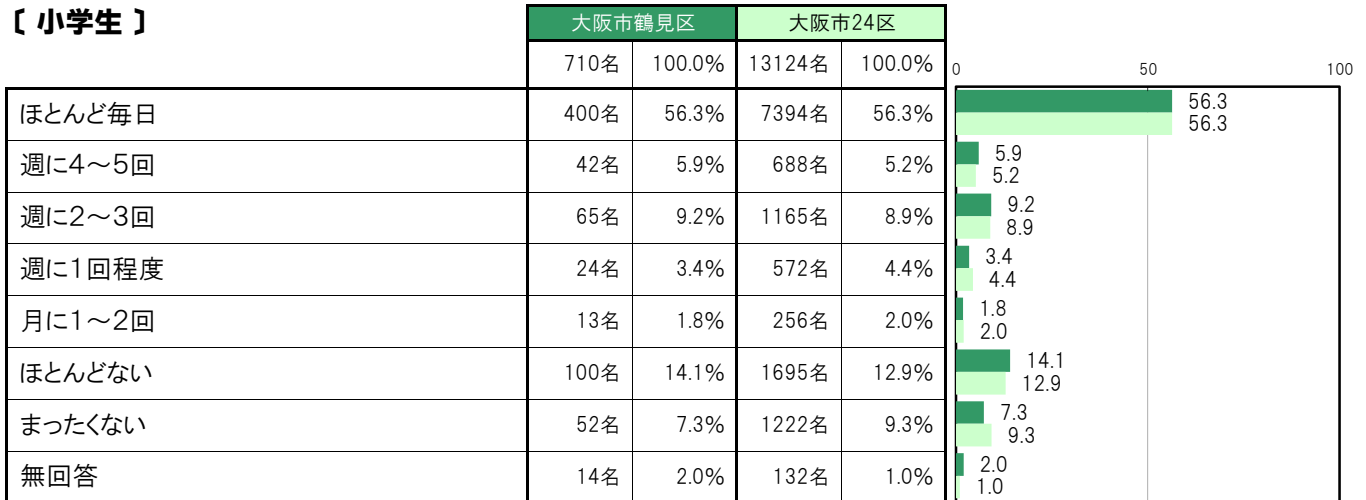 〔 小学生 〕
大阪市鶴見区 大阪市24区
710名 100.0% 13124名 100.0%
0 50 100
ほとんど毎日 400名 56.3% 7394名 56.3% 56.3
56.3
週に4～5回 42名 5.9% 688名 5.2% 5.9
5.2
週に2～3回 65名 9.2% 1165名 8.9% 9.2
8.9
週に1回程度 24名 3.4% 572名 4.4% 3.4
4.4
月に1～2回 13名 1.8% 256名 2.0% 1.8
2.0
ほとんどない 100名 14.1% 1695名 12.9% 14.1
12.9
まったくない 52名 7.3% 1222名 9.3% 7.3
9.3
無回答 14名 2.0% 132名 1.0% 2.0
1.0